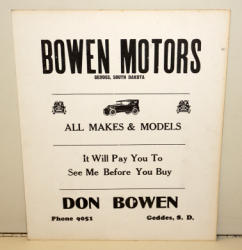 BOWEN MOTORS
GEDDES, SOUTH DAKOTA
ALL MAKES & MODELS
It Will Pay You To
See Me Before You Buy
DON BOWEN
Phone 9051 Geddes, S. D.